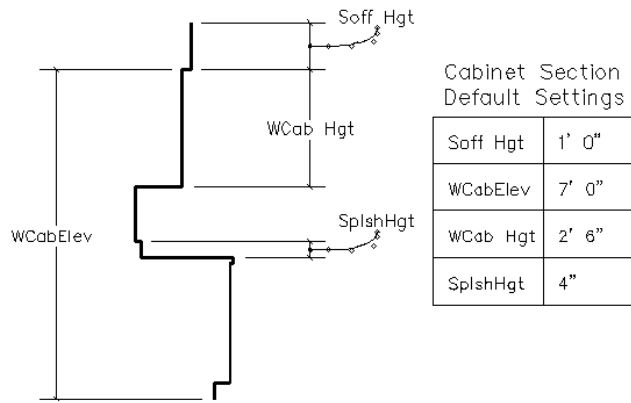 Soff Hgt
WCab Hgt
WCabElev
SplshHgt
Cabinet Section
Default Settings
Soff Hgt 1' 0"
WCabElev 7' 0"
WCab Hgt 2' 6"
SplshHgt 4"